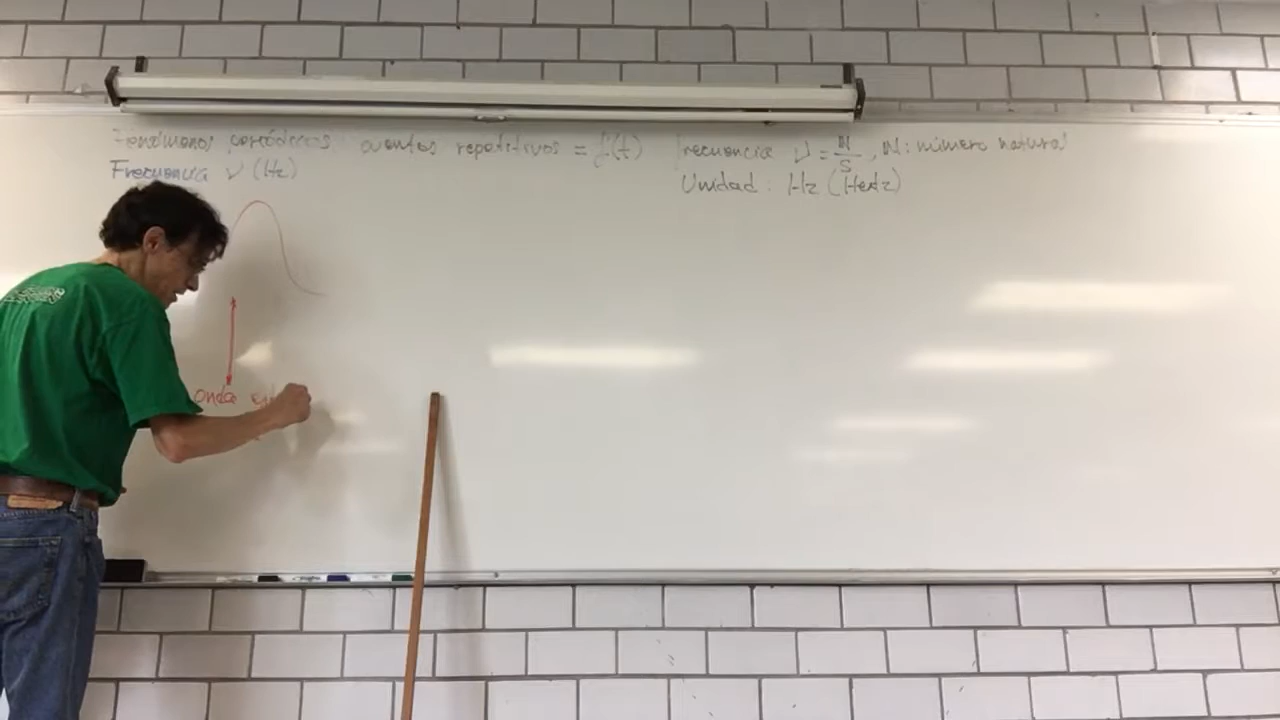 Fenómenos periódicos: eventos repetitivos = f(t)
Frecuencia ν (Hz)
Frecuencia ν = N/S , N: número natural
Unidad : Hz (Hertz)
onda